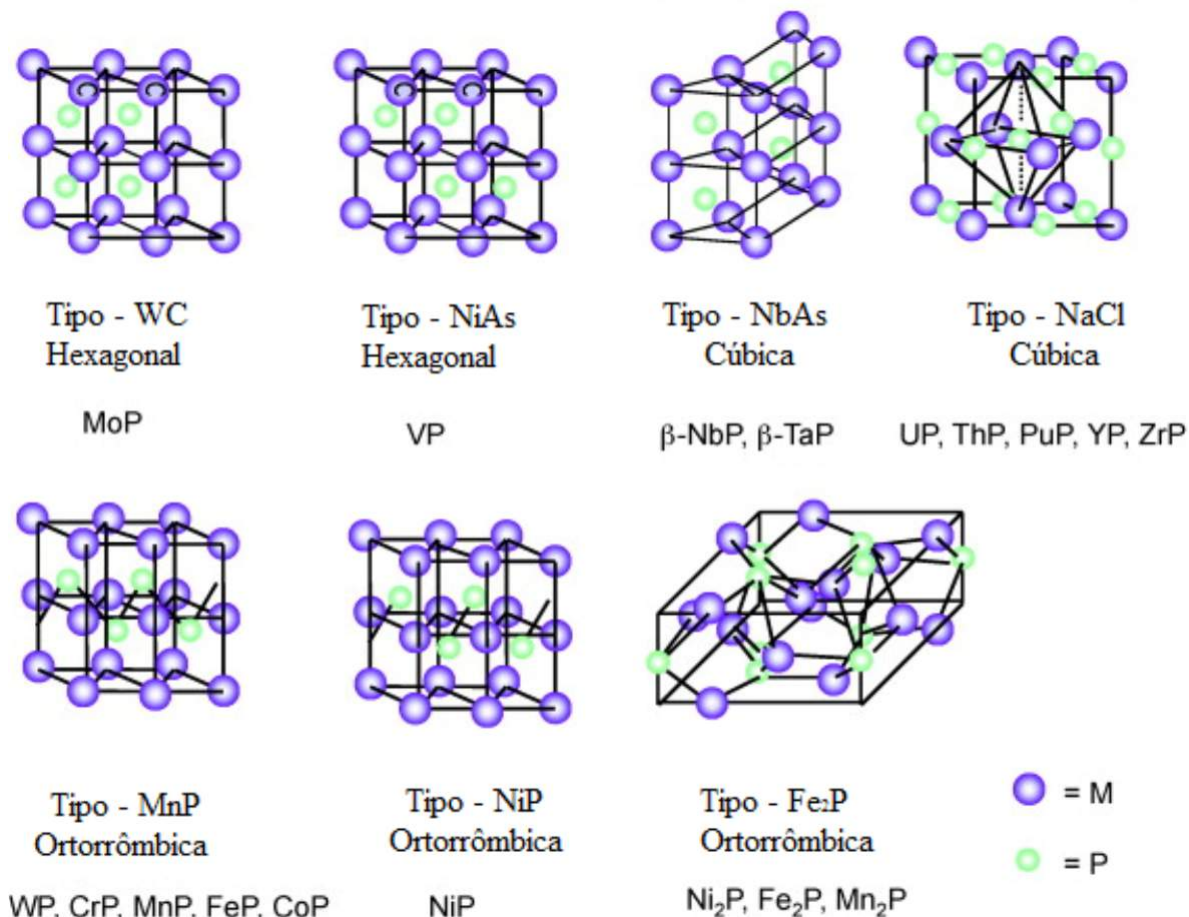 Tipo - WC
Hexagonal
MoP
Tipo - NiAs
Hexagonal
VP
Tipo - NbAs
Cúbica
β-NbP, β-TaP
Tipo - NaCl
Cúbica
UP, ThP, PuP, YP, ZrP
Tipo - MnP
Ortorrômbica
WP, CrP, MnP, FeP, CoP
Tipo - NiP
Ortorrômbica
NiP
Tipo - Fe₂P
Ortorrômbica
Ni₂P, Fe₂P, Mn₂P
= M
= P